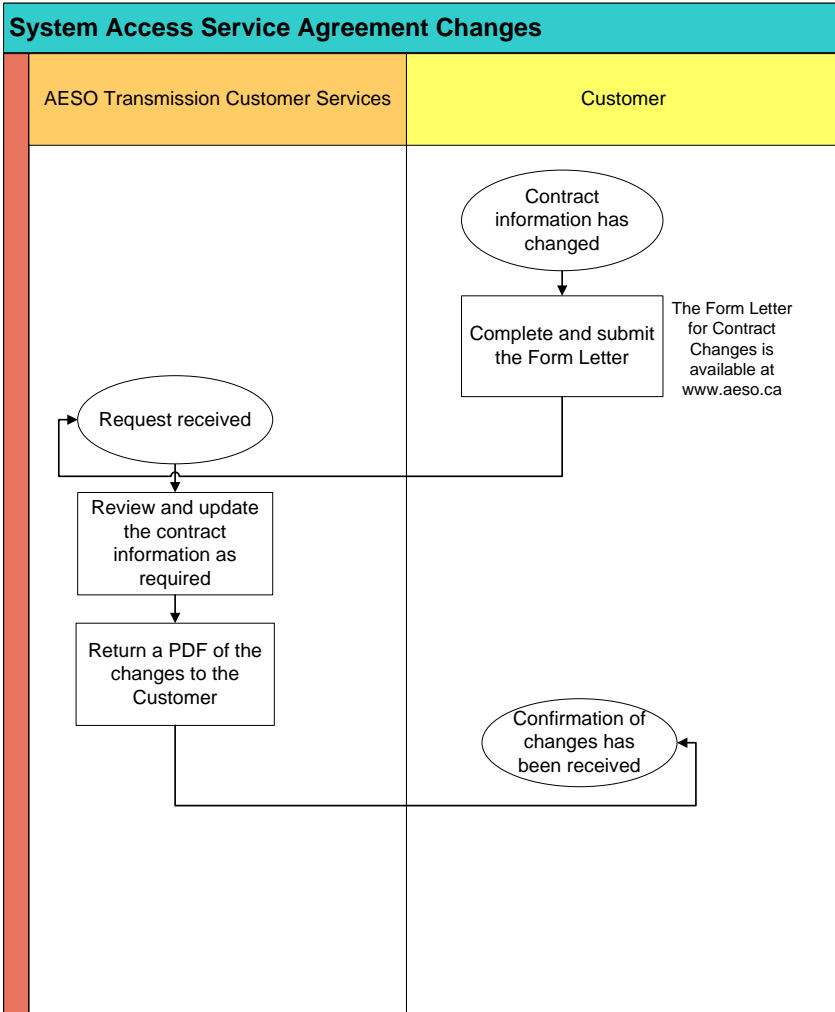 System Access Service Agreement Changes
AESO Transmission Customer Services
Customer
Contract
information has
changed
Complete and submit
the Form Letter
The Form Letter
for Contract
Changes is
available at
www.aeso.ca
Request received
Review and update
the contract
information as
required
Return a PDF of the
changes to the
Customer
Confirmation of
changes has
been received